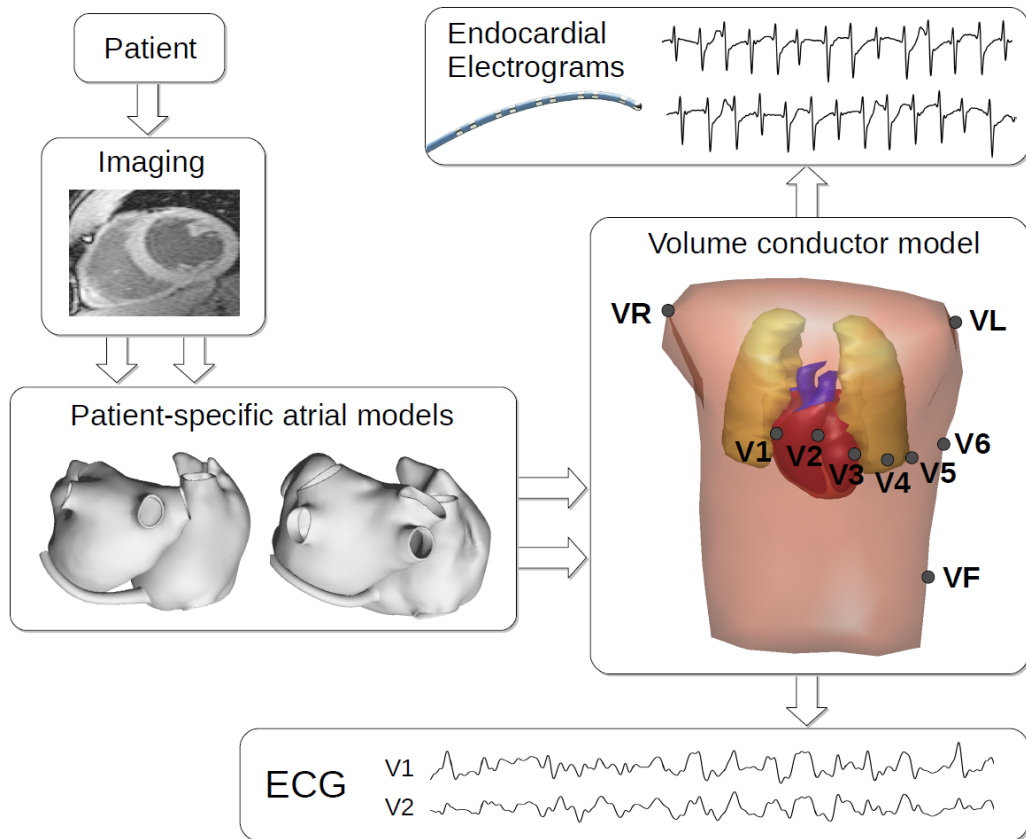 Patient
Imaging
Patient-specific atrial models
Endocardial
Electrograms
Volume conductor model
VR
VL
V1
V2
V3
V4
V5
V6
VF
ECG
V1
V2